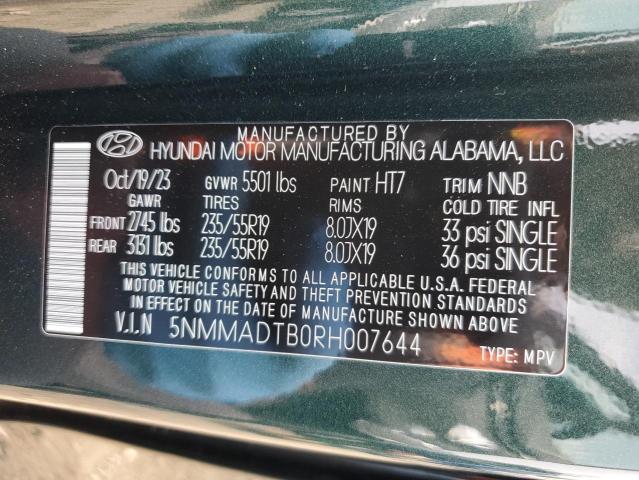 MANUFACTURED BY
HYUNDAI MOTOR MANUFACTURING ALABAMA, LLC
Oct/19/23 GVWR 5501 lbs PAINT HT7 TRIM NNB
GAWR TIRES RIMS COLD TIRE INFL
FRONT 2745 lbs 235/55R19 8.0JX19 33 psi SINGLE
REAR 3131 lbs 235/55R19 8.0JX19 36 psi SINGLE
THIS VEHICLE CONFORMS TO ALL APPLICABLE U.S.A. FEDERAL
MOTOR VEHICLE SAFETY AND THEFT PREVENTION STANDARDS
IN EFFECT ON THE DATE OF MANUFACTURE SHOWN ABOVE
V.I.N 5NMMADTB0RH007644 TYPE: MPV